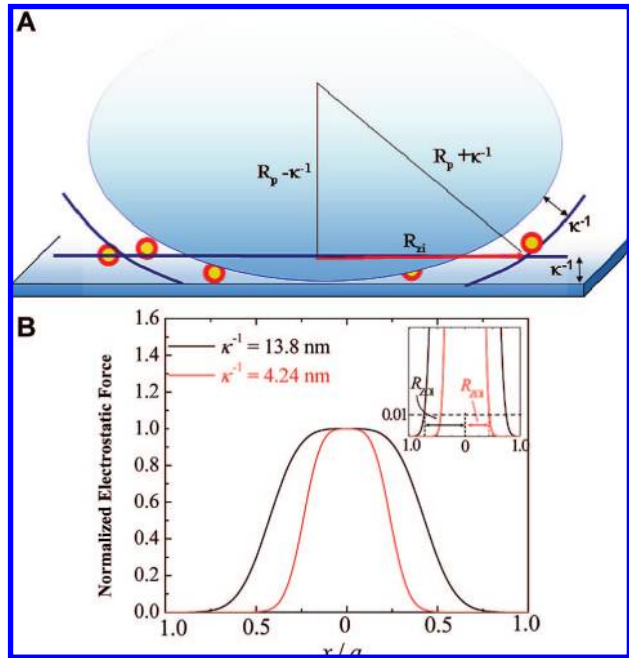 A
R_p - κ⁻¹
R_p + κ⁻¹
R_zi
κ⁻¹
κ⁻¹
B
Normalized Electrostatic Force
1.6
1.4
1.2
1.0
0.8
0.6
0.4
0.2
0.0
κ⁻¹ = 13.8 nm
κ⁻¹ = 4.24 nm
0.01
R_ZOI
R_ZOI
1.0 0 1.0
1.0 0.5 0 0.5 1.0
x / a